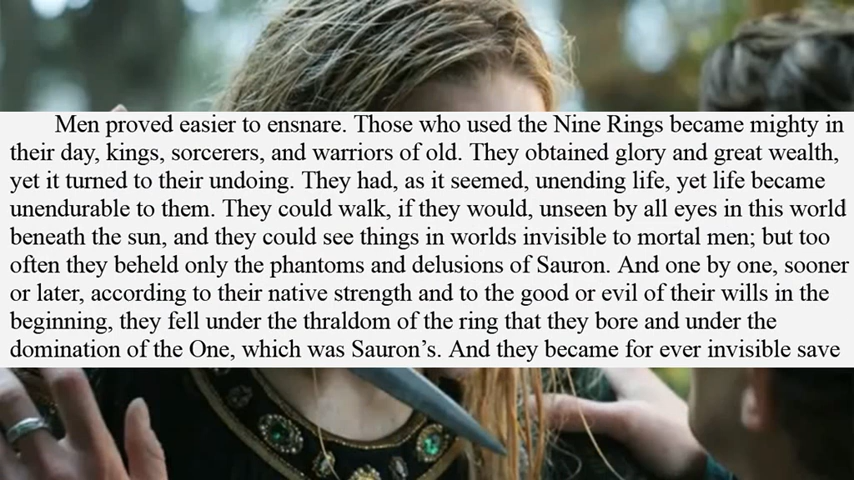 Men proved easier to ensnare. Those who used the Nine Rings became mighty in
their day, kings, sorcerers, and warriors of old. They obtained glory and great wealth,
yet it turned to their undoing. They had, as it seemed, unending life, yet life became
unendurable to them. They could walk, if they would, unseen by all eyes in this world
beneath the sun, and they could see things in worlds invisible to mortal men; but too
often they beheld only the phantoms and delusions of Sauron. And one by one, sooner
or later, according to their native strength and to the good or evil of their wills in the
beginning, they fell under the thraldom of the ring that they bore and under the
domination of the One, which was Sauron’s. And they became for ever invisible save